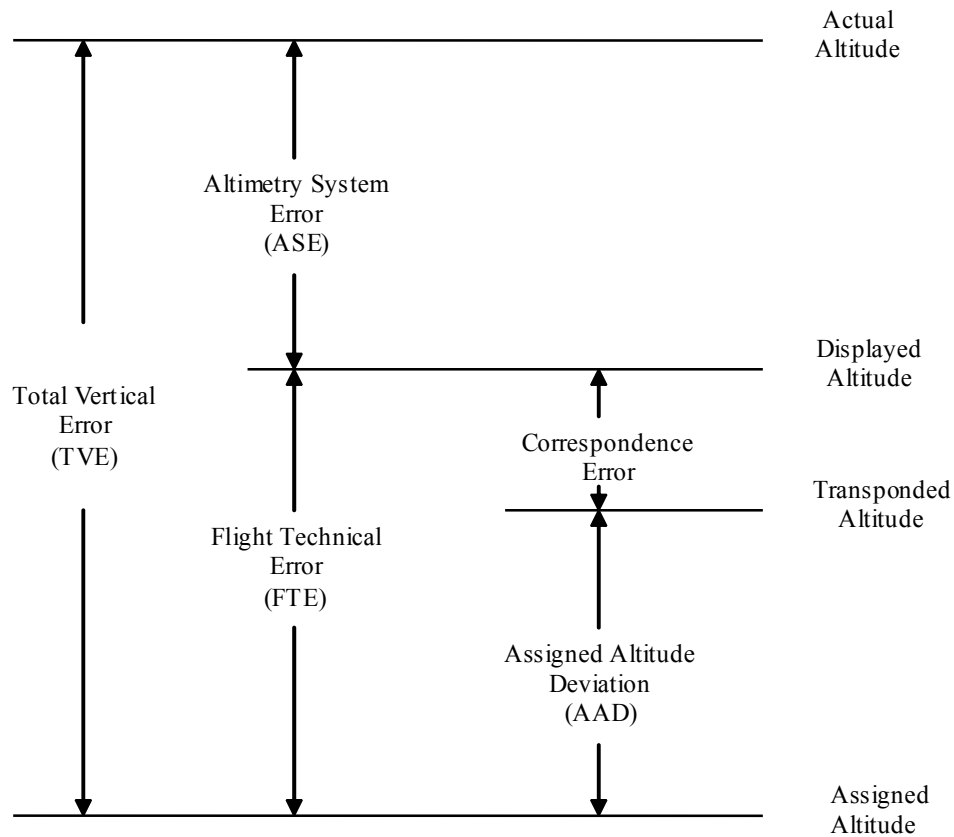 Actual
Altitude
Altimetry System
Error
(ASE)
Displayed
Altitude
Total Vertical
Error
(TVE)
Correspondence
Error
Transponded
Altitude
Flight Technical
Error
(FTE)
Assigned Altitude
Deviation
(AAD)
Assigned
Altitude